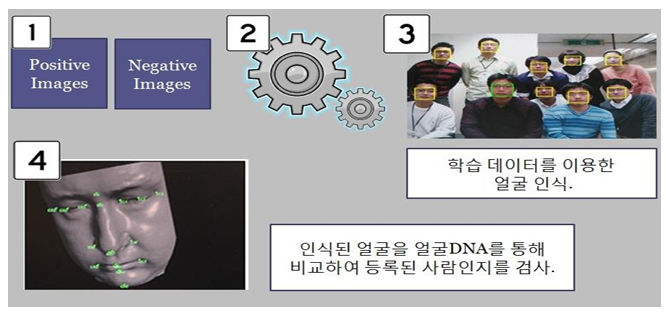 1
Positive
Images
Negative
Images
2
3
학습 데이터를 이용한
얼굴 인식.
4
인식된 얼굴을 얼굴DNA를 통해
비교하여 등록된 사람인지를 검사.